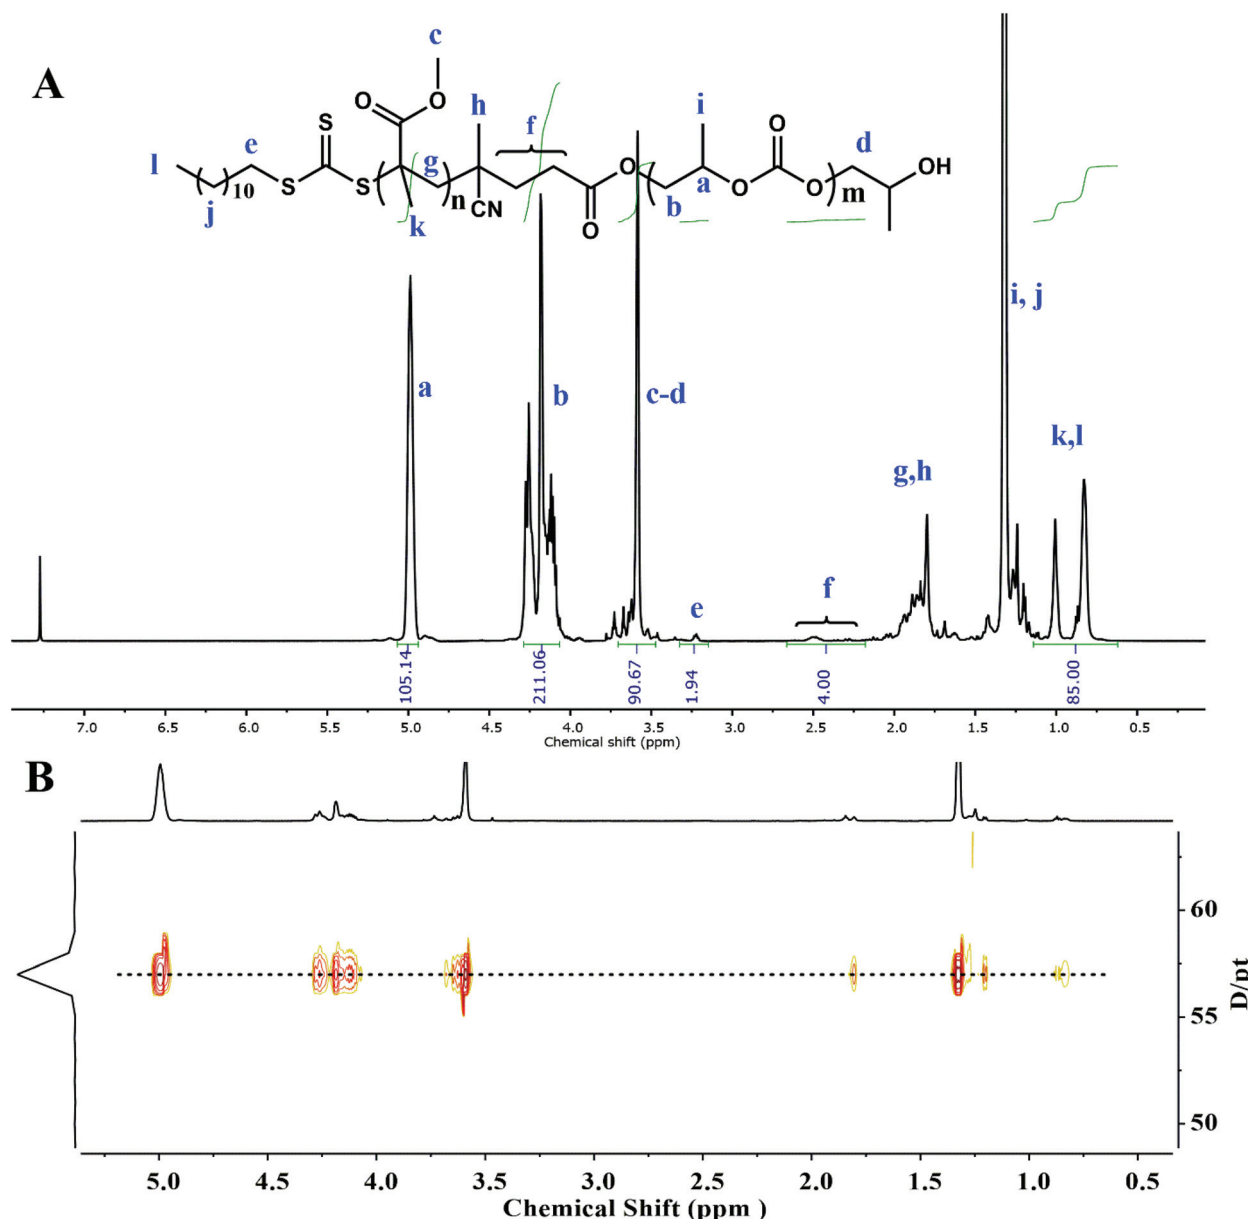 A
c
O
O
h
f
i
O
S
e
g
l
10
S
S
n
k
j
CN
O
O
b
a
O
O
m
d
OH
i, j
a
b
c-d
k,l
g,h
e
f
105.14
211.06
90.67
1.94
4.00
85.00
7.0 6.5 6.0 5.5 5.0 4.5 4.0 3.5 3.0 2.5 2.0 1.5 1.0 0.5
Chemical shift (ppm)
B
60
55
50
D/pt
5.0 4.5 4.0 3.5 3.0 2.5 2.0 1.5 1.0 0.5
Chemical Shift (ppm )